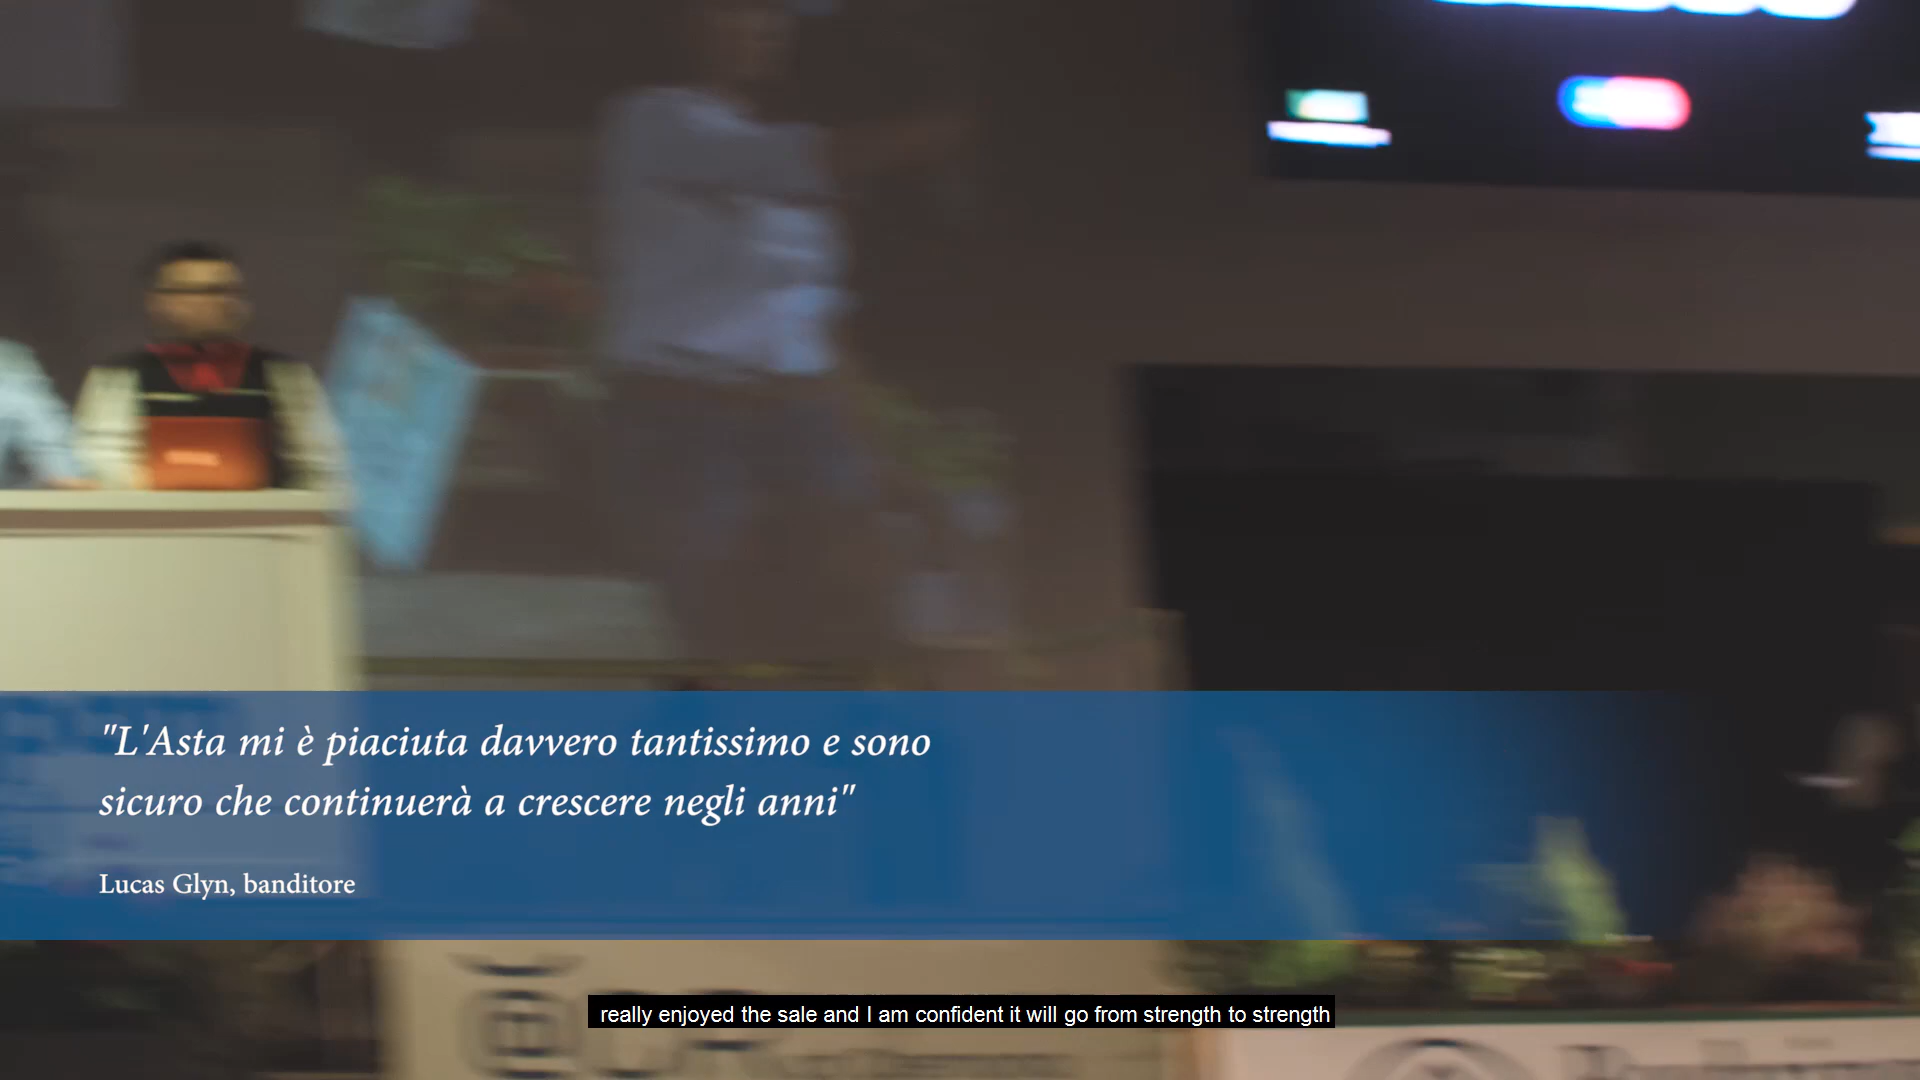 "L'Asta mi è piaciuta davvero tantissimo e sono
sicuro che continuerà a crescere negli anni"
Lucas Glyn, banditore
really enjoyed the sale and I am confident it will go from strength to strength